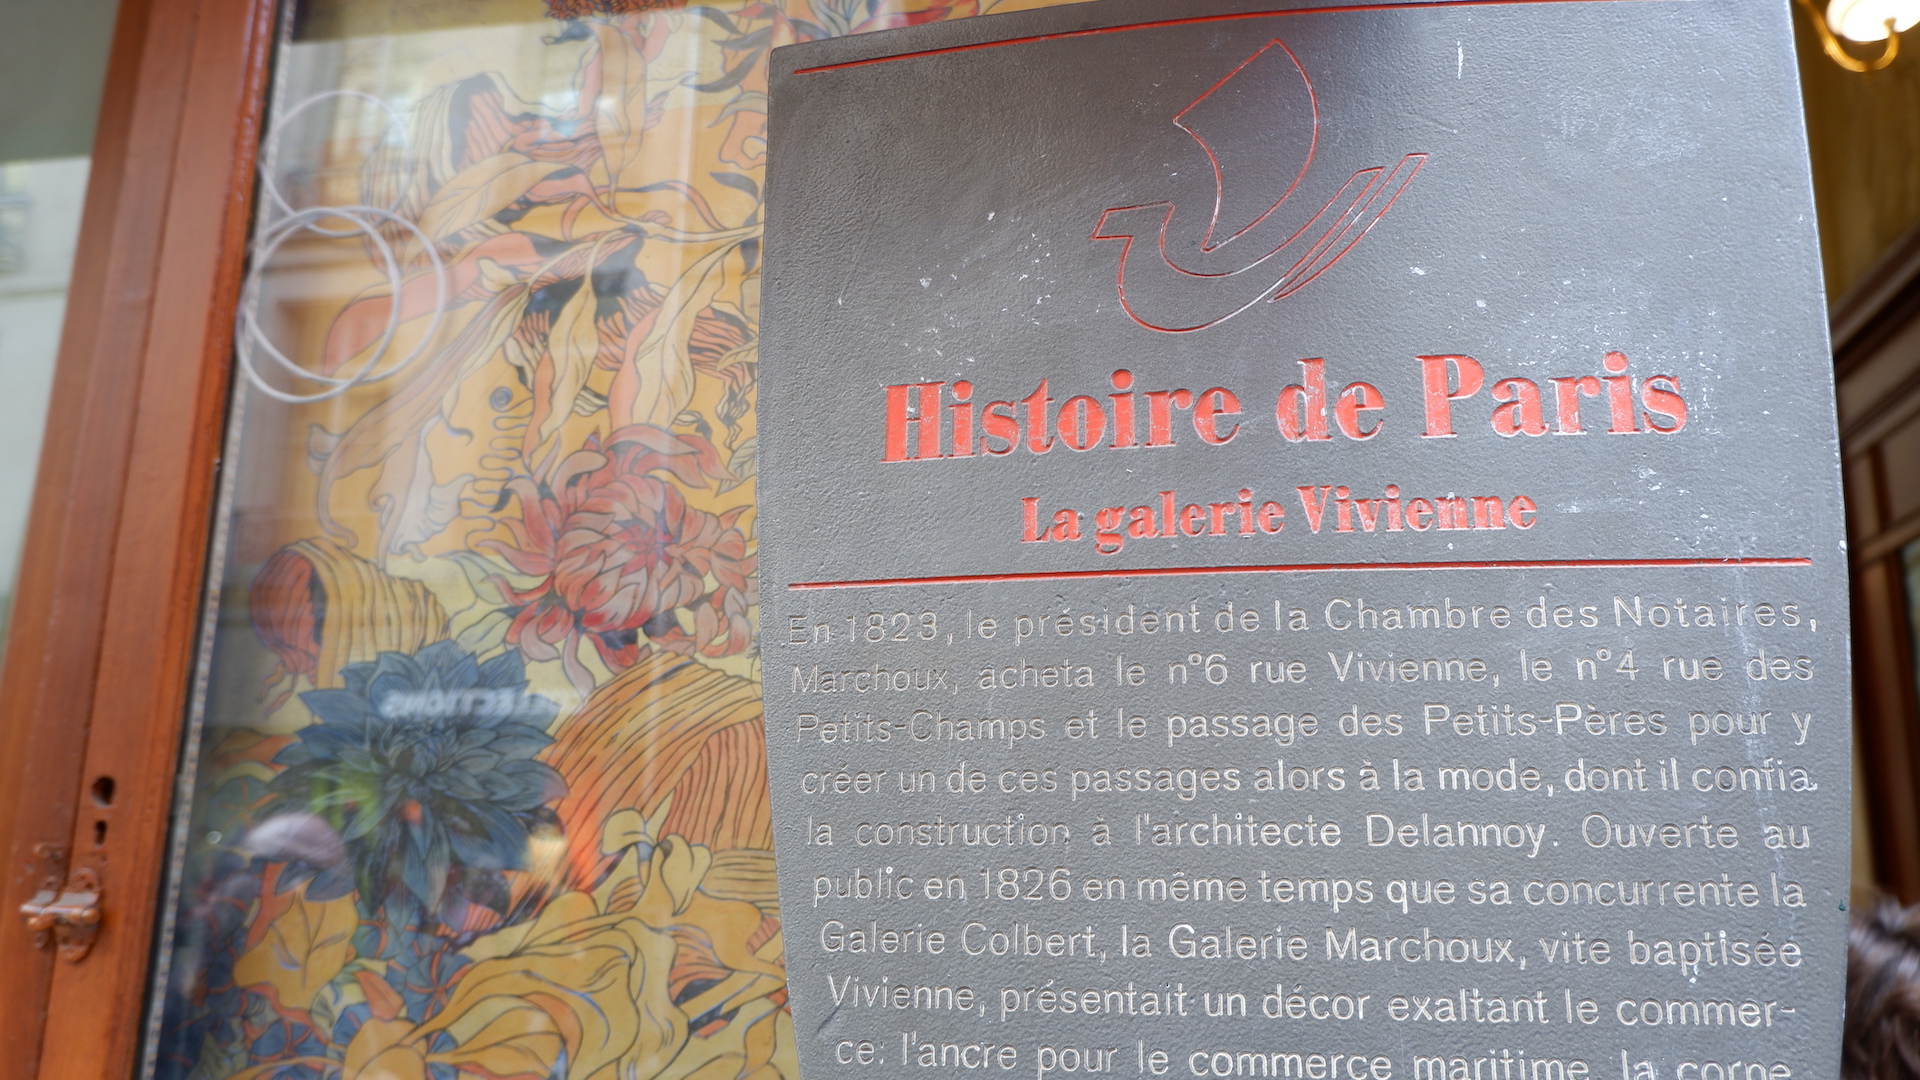 Histoire de Paris
La galerie Vivienne
En 1823, le président de la Chambre des Notaires,
Marchoux, acheta le n°6 rue Vivienne, le n°4 rue des
Petits-Champs et le passage des Petits-Pères pour y
créer un de ces passages alors à la mode, dont il confia
la construction à l'architecte Delannoy. Ouverte au
public en 1826 en même temps que sa concurrente la
Galerie Colbert, la Galerie Marchoux, vite baptisée
Vivienne, présentait un décor exaltant le commer-
ce: l'ancre pour le commerce maritime, la corne